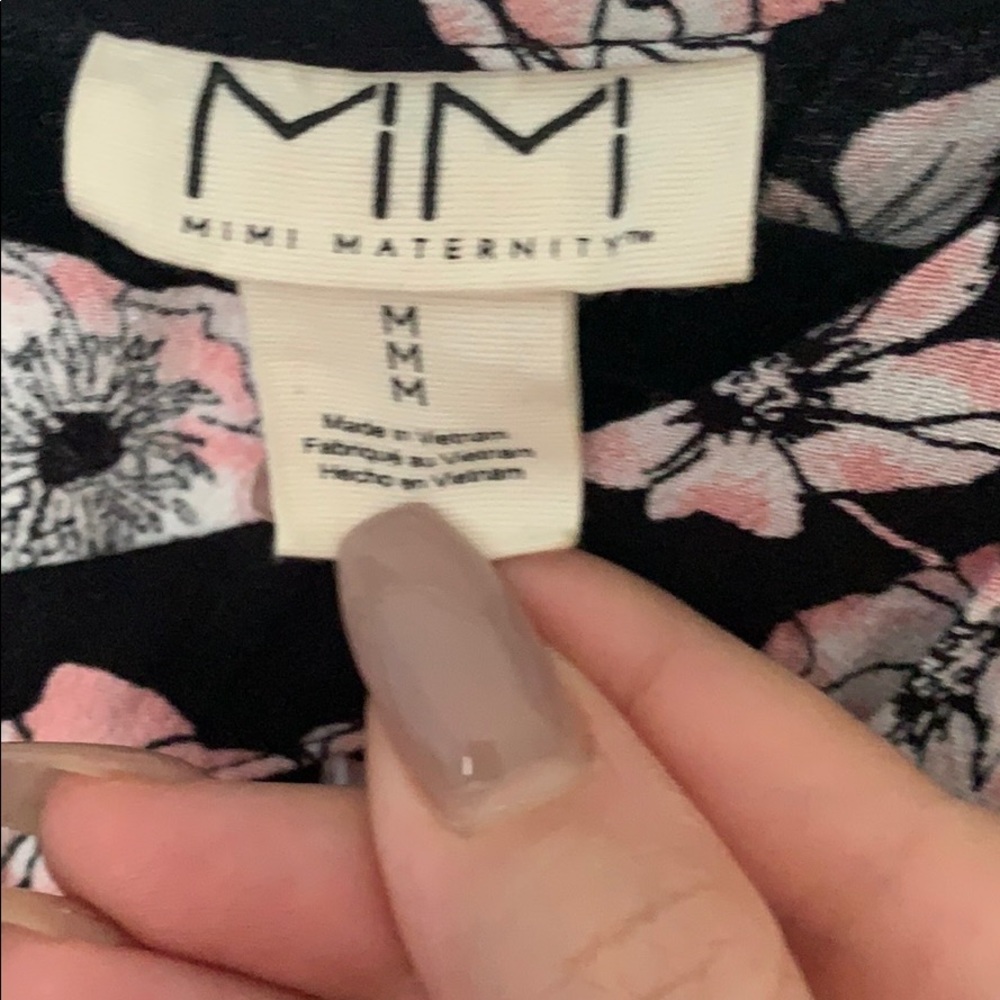 MIMI
MIMI MATERNITY™
M
M
M
Made in Vietnam
Fabriqué au Vietnam
Hecho en Vietnam